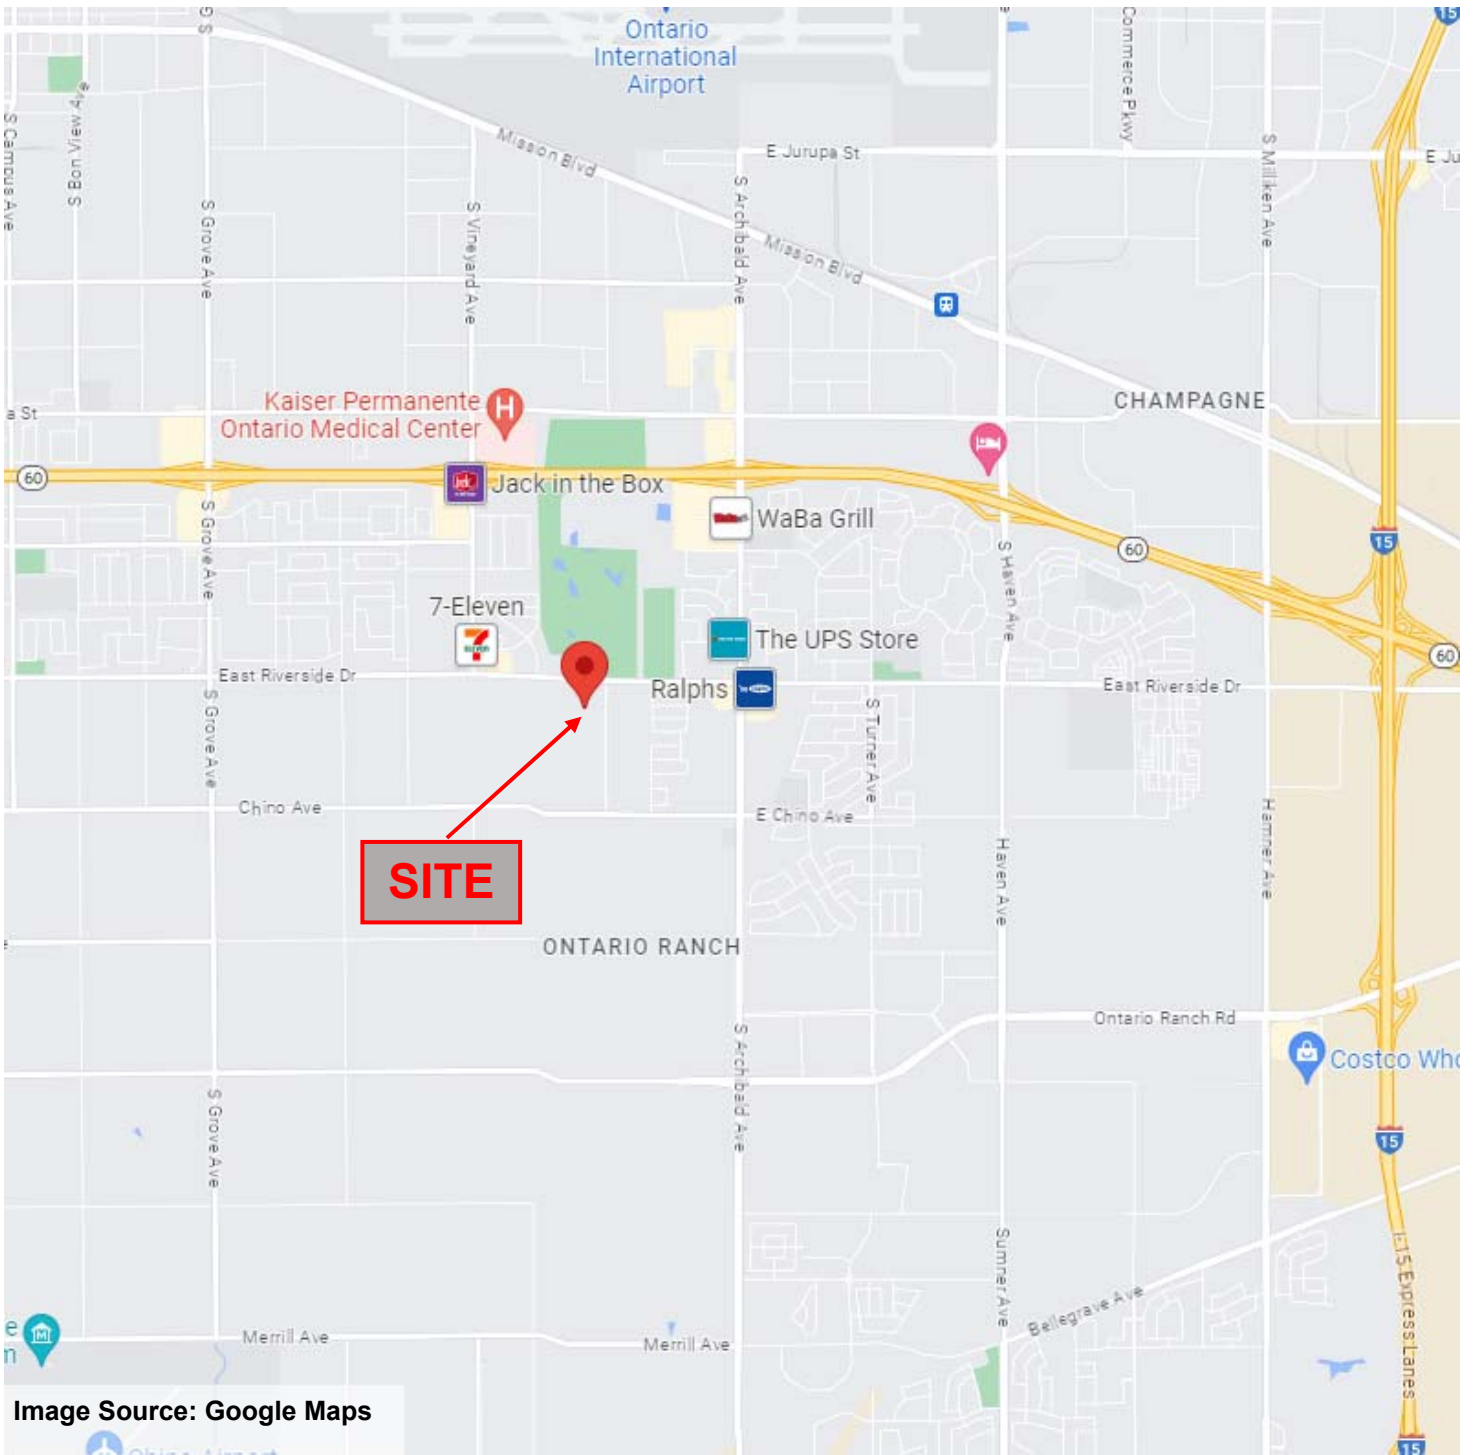 15
Ontario
International
Airport
Commerce Pkwy
S Bon View Ave
S Campus Ave
Mission Blvd
E Jurupa St
E Ju
S Milliken Ave
S Grove Ave
S Vineyard Ave
S Archibald Ave
Mission Blvd
Kaiser Permanente
Ontario Medical Center
H
CHAMPAGNE
a St
60
Jack in the Box
WaBa Grill
S Grove Ave
S Haven Ave
60
15
7-Eleven
The UPS Store
60
East Riverside Dr
Ralphs
East Riverside Dr
S Grove Ave
S Turner Ave
Chino Ave
E Chino Ave
Hamner Ave
SITE
Haven Ave
ONTARIO RANCH
Ontario Ranch Rd
S Archibald Ave
Costco Who
S Grove Ave
15
Sumner Ave
I-15 Express Lanes
Bellegrave Ave
Merrill Ave
Merrill Ave
Image Source: Google Maps
15